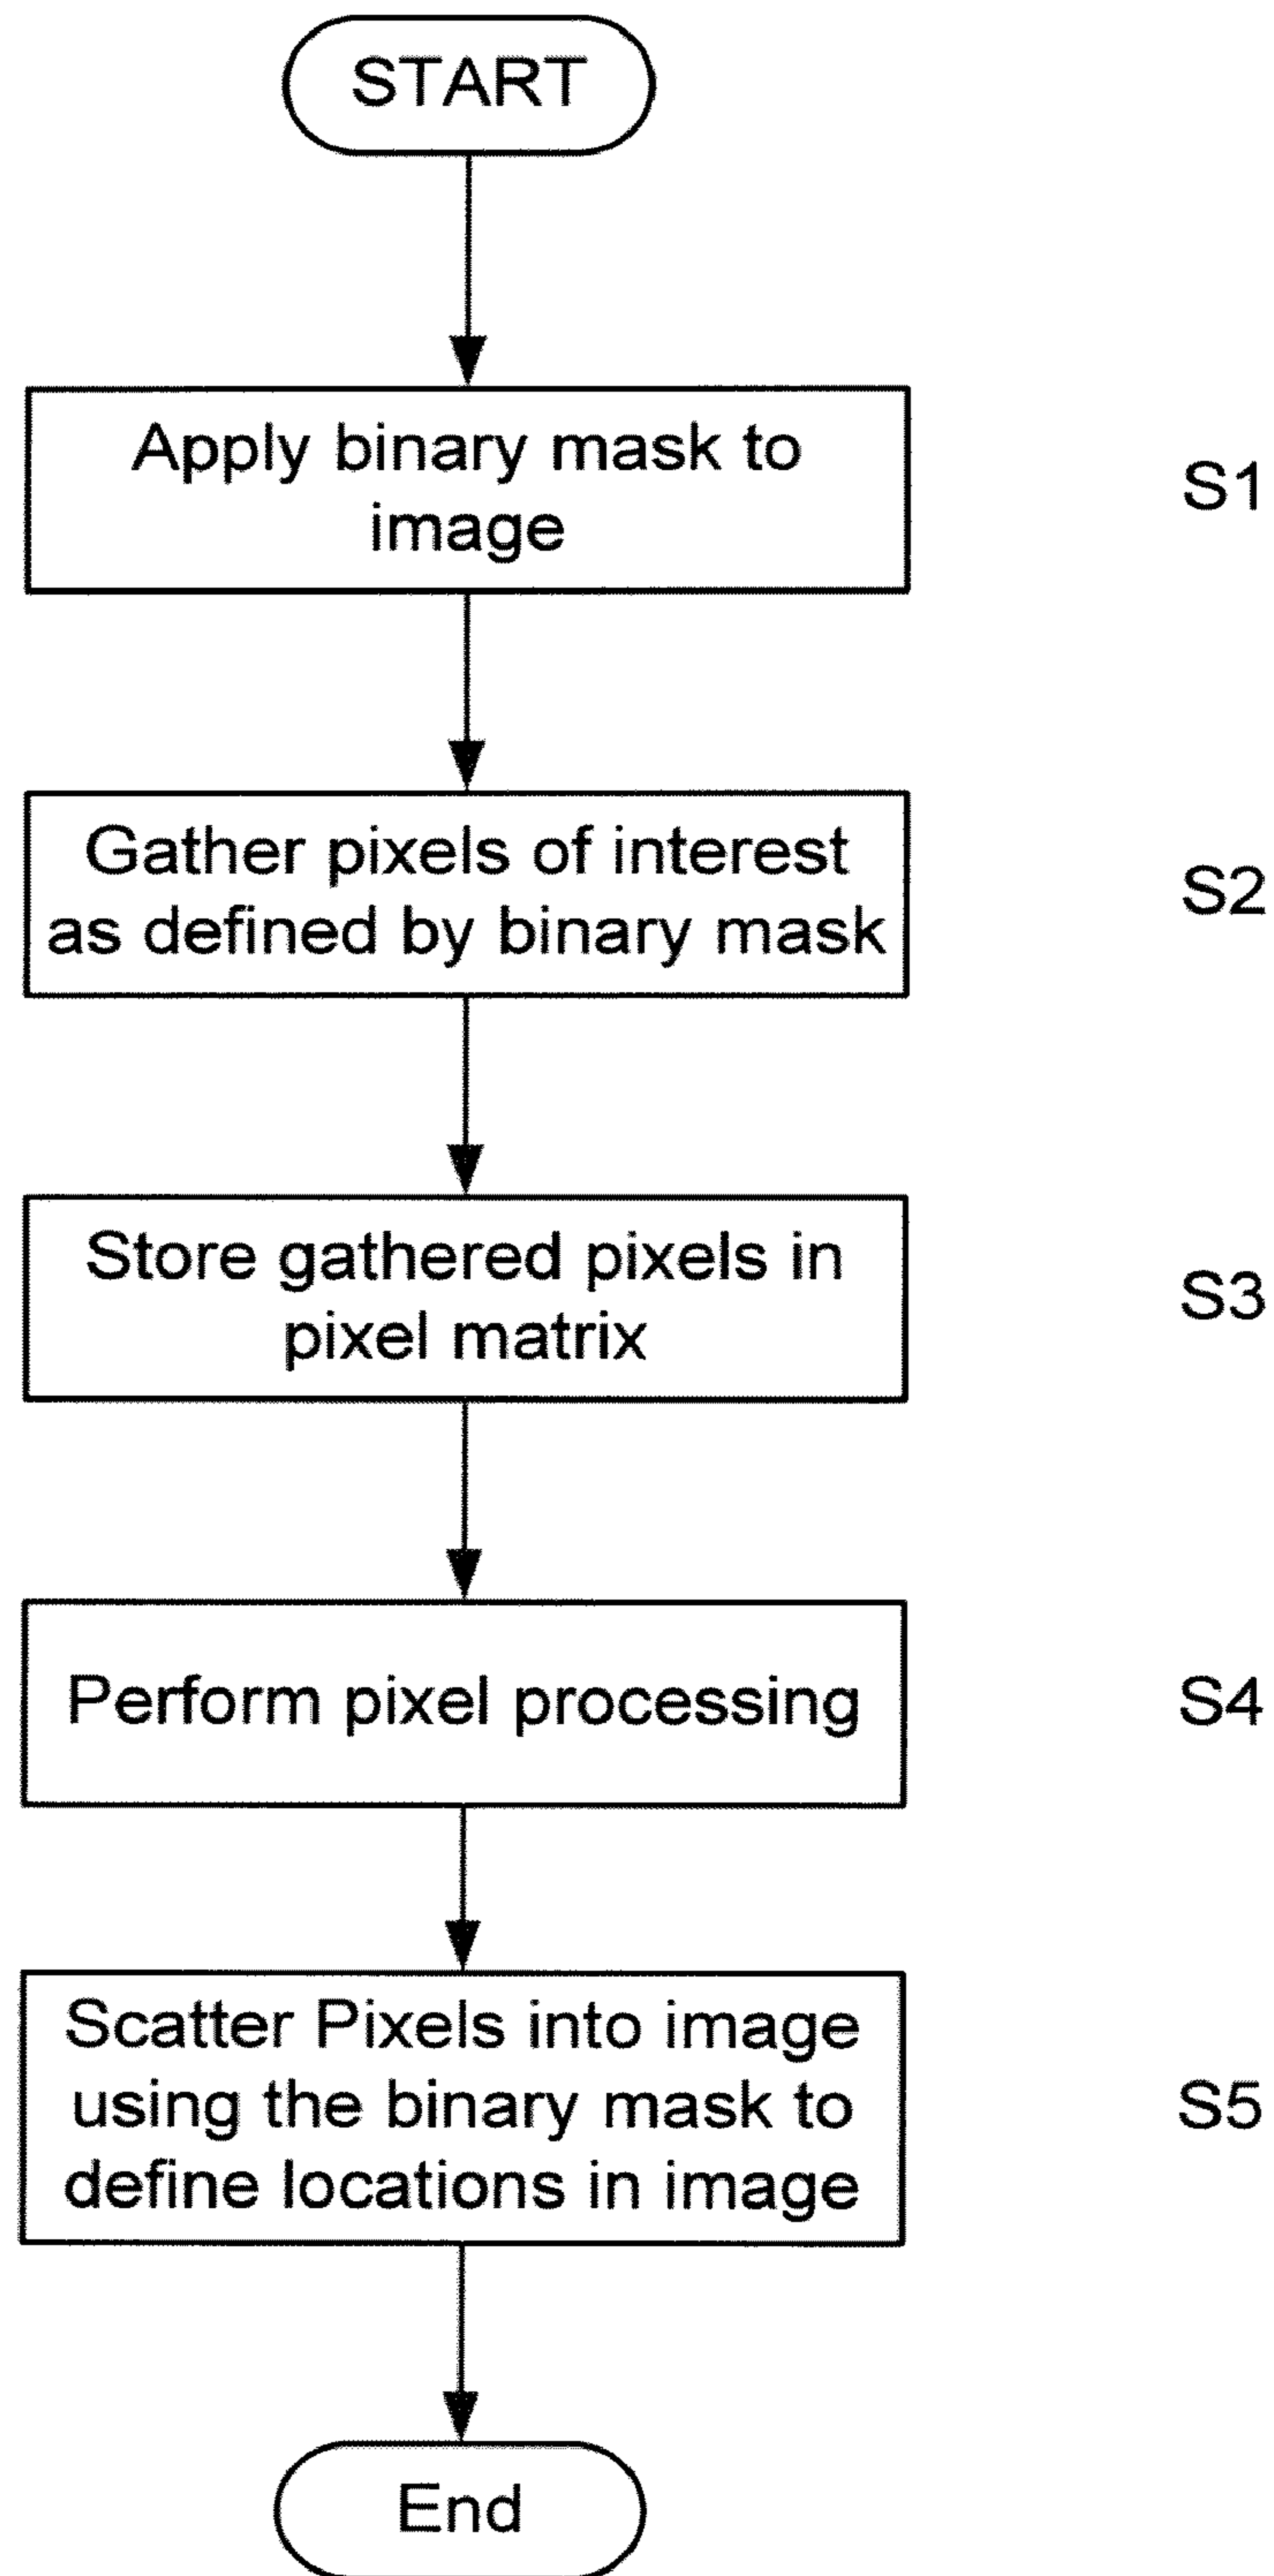 START
Apply binary mask to
image
S1
Gather pixels of interest
as defined by binary mask
S2
Store gathered pixels in
pixel matrix
S3
Perform pixel processing
S4
Scatter Pixels into image
using the binary mask to
define locations in image
S5
End